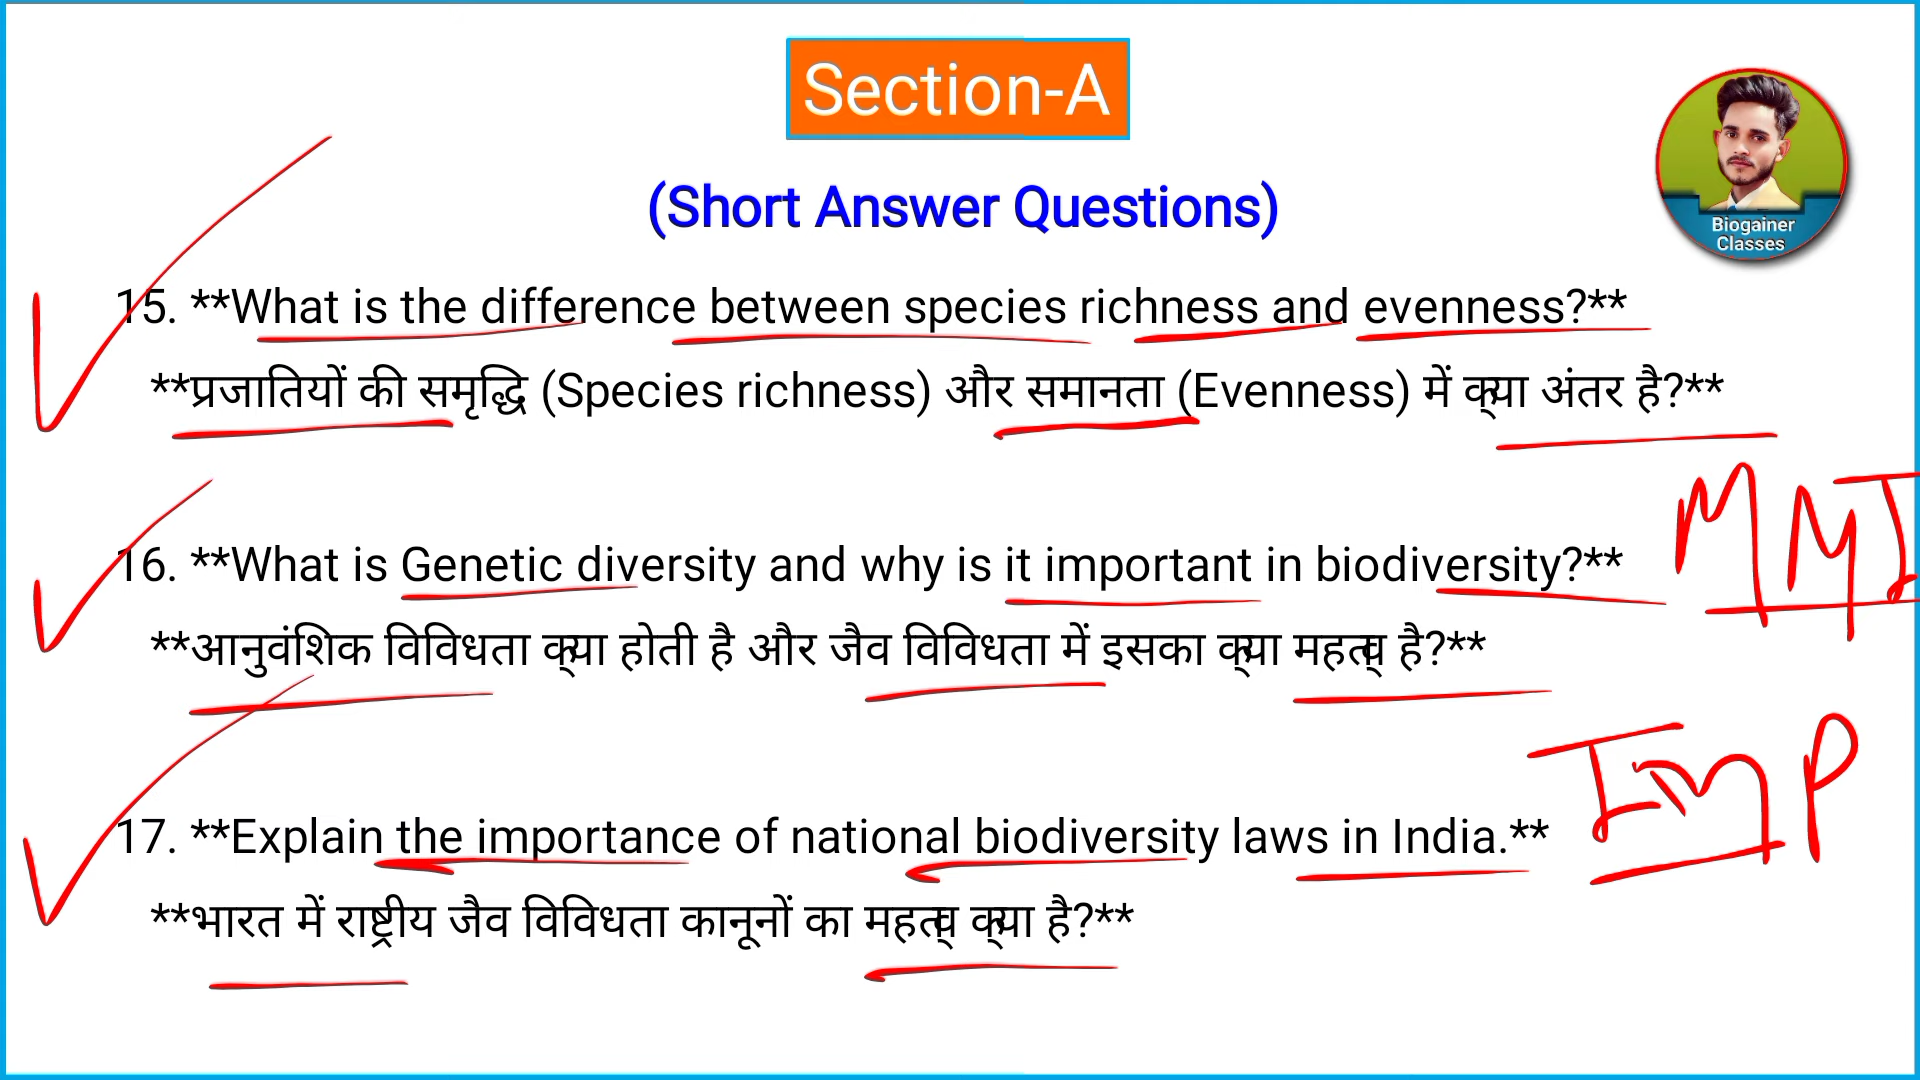 Section-A
(Short Answer Questions)
Biogainer
Classes
15. **What is the difference between species richness and evenness?**
**प्रजातियों की समृद्धि (Species richness) और समानता (Evenness) में क्या अंतर है?**
MMI
16. **What is Genetic diversity and why is it important in biodiversity?**
**आनुवंशिक विविधता क्या होती है और जैव विविधता में इसका क्या महत्व है?**
IMP
17. **Explain the importance of national biodiversity laws in India.**
**भारत में राष्ट्रीय जैव विविधता कानूनों का महत्व क्या है?**